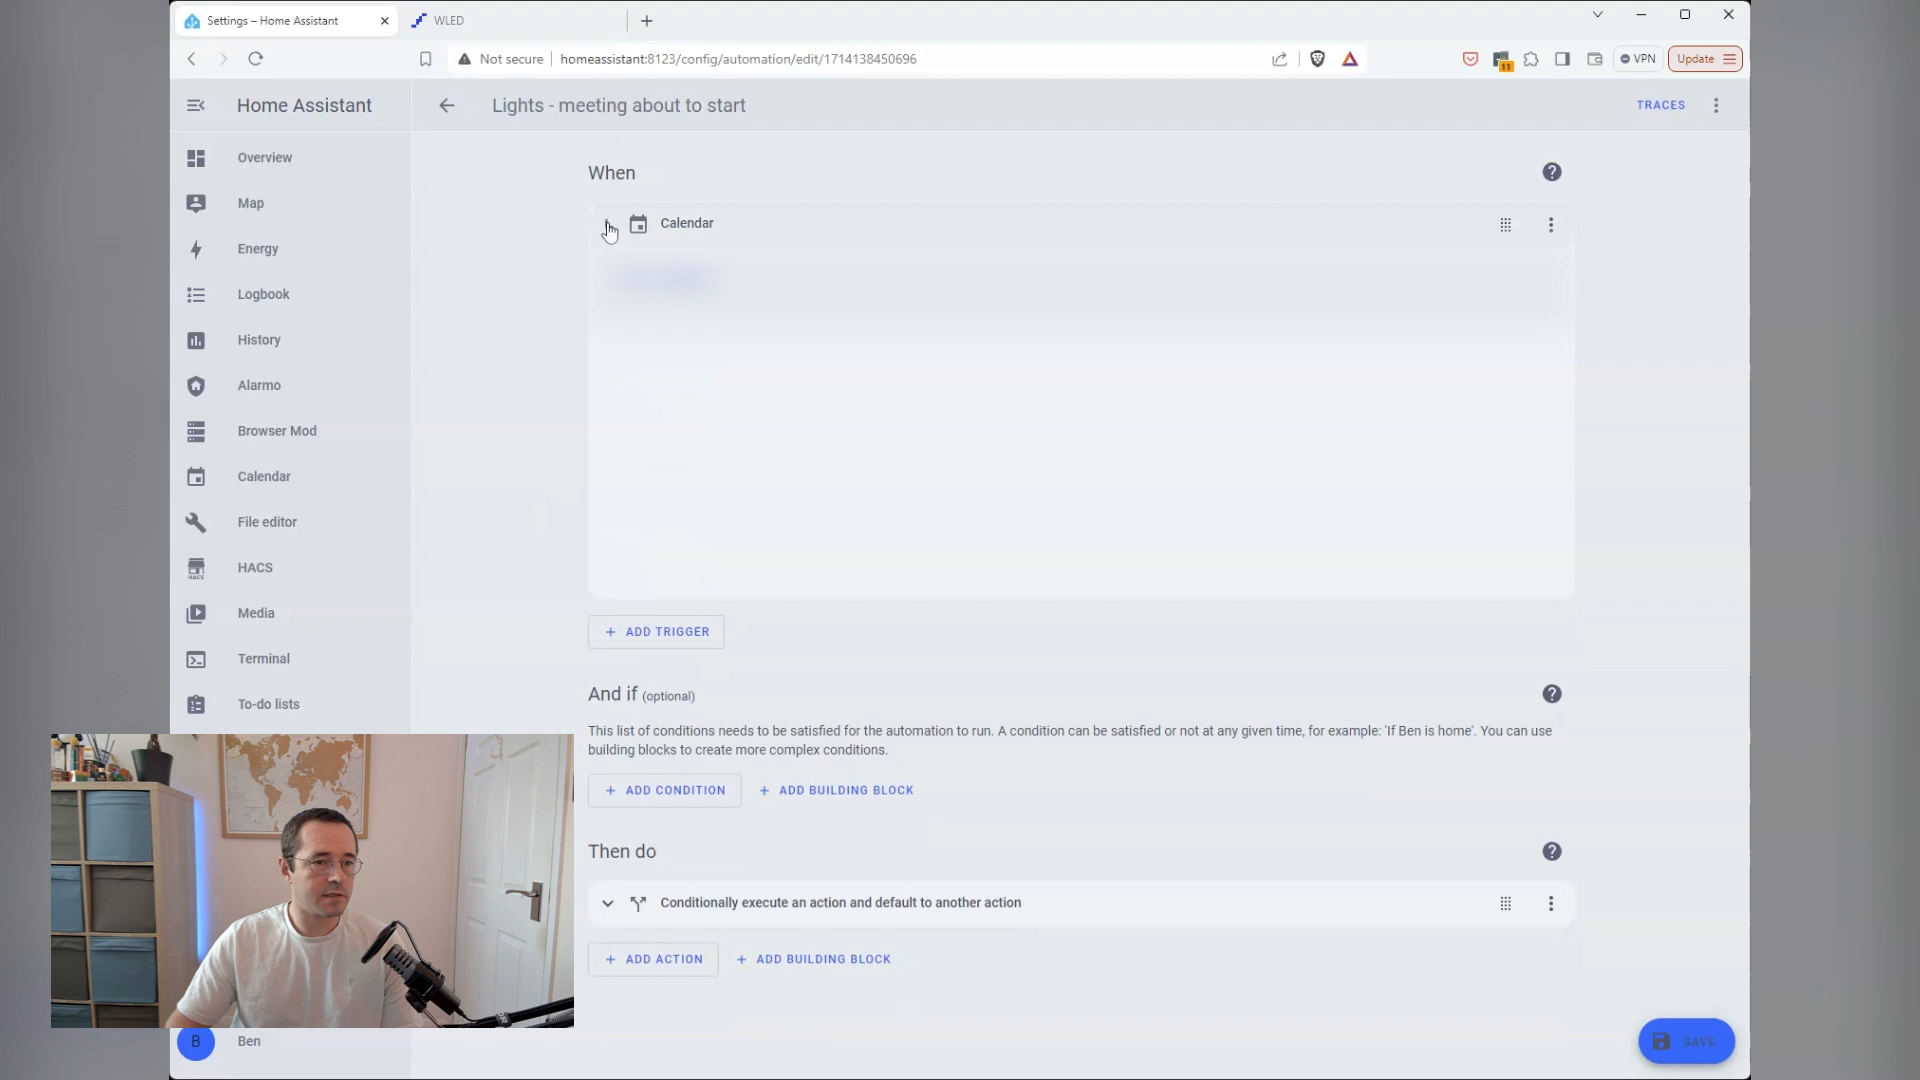 Settings – Home Assistant
WLED
Not secure
homeassistant:8123/config/automation/edit/1714138450696
11
VPN
Update
Home Assistant
Lights - meeting about to start
TRACES
Overview
Map
Energy
Logbook
History
Alarmo
Browser Mod
Calendar
File editor
HACS
HACS
Media
Terminal
To-do lists
B
Ben
When
Calendar
ADD TRIGGER
And if (optional)
This list of conditions needs to be satisfied for the automation to run. A condition can be satisfied or not at any given time, for example: 'If Ben is home'. You can use
building blocks to create more complex conditions.
ADD CONDITION
ADD BUILDING BLOCK
Then do
Conditionally execute an action and default to another action
ADD ACTION
ADD BUILDING BLOCK
SAVE